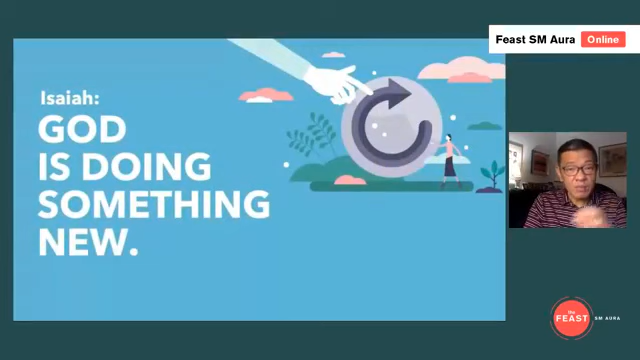 Feast SM Aura Online
Isaiah:
GOD
IS DOING
SOMETHING
NEW.
the
FEAST SM AURA